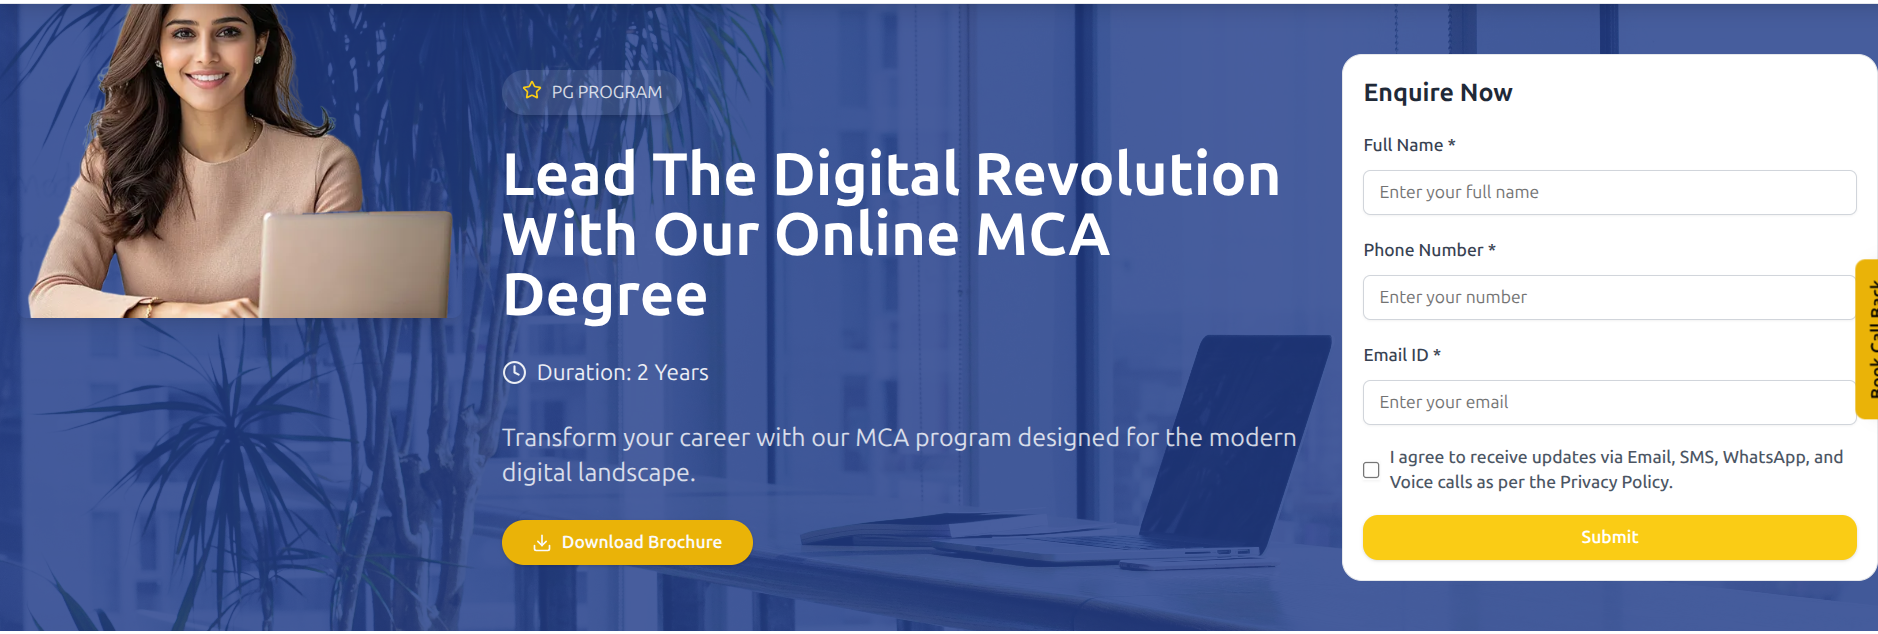 PG PROGRAM
Lead The Digital Revolution
With Our Online MCA
Degree
Duration: 2 Years
Transform your career with our MCA program designed for the modern
digital landscape.
Download Brochure
Enquire Now
Full Name *
Enter your full name
Phone Number *
Enter your number
Email ID *
Enter your email
I agree to receive updates via Email, SMS, WhatsApp, and
Voice calls as per the Privacy Policy.
Submit
Book Call Back